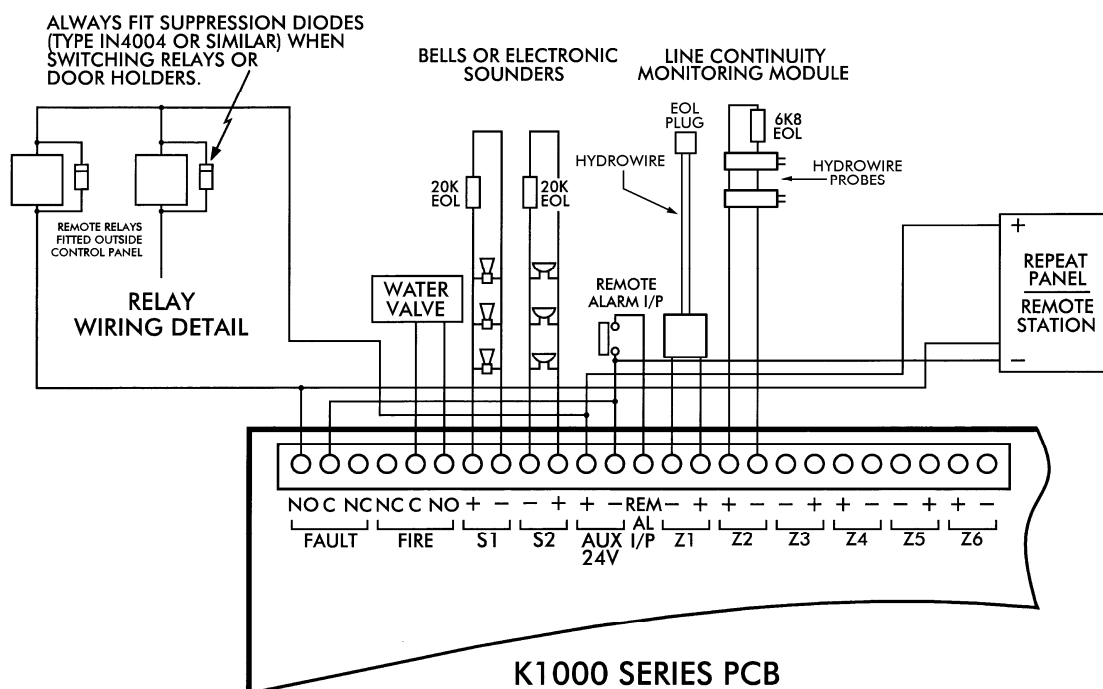 ALWAYS FIT SUPPRESSION DIODES
(TYPE IN4004 OR SIMILAR) WHEN
SWITCHING RELAYS OR
DOOR HOLDERS.
BELLS OR ELECTRONIC
SOUNDERS
LINE CONTINUITY
MONITORING MODULE
EOL
PLUG
6K8
EOL
HYDROWIRE
HYDROWIRE
PROBES
20K
EOL
20K
EOL
REMOTE RELAYS
FITTED OUTSIDE
CONTROL PANEL
RELAY
WIRING DETAIL
WATER
VALVE
REMOTE
ALARM I/P
+
REPEAT
PANEL
REMOTE
STATION
−
NO C NC NC C NO + − − + + − REM − + + − − + + − − + + −
FAULT FIRE S1 S2 AUX
24V
AL
I/P
Z1 Z2 Z3 Z4 Z5 Z6
K1000 SERIES PCB